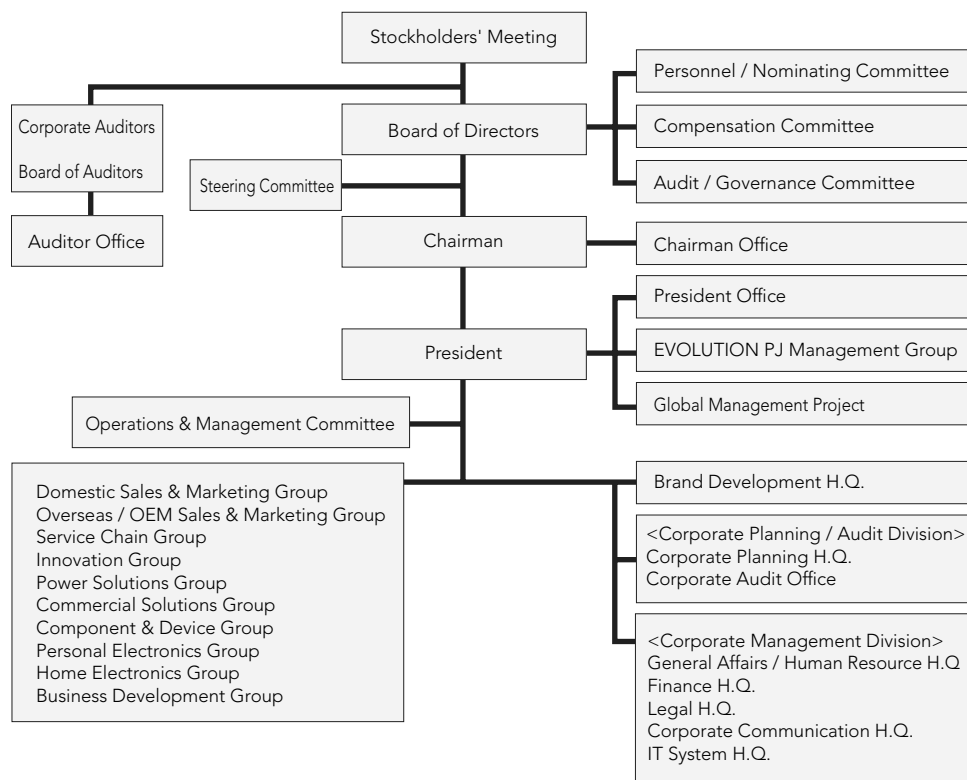 Stockholders' Meeting
Personnel / Nominating Committee
Corporate Auditors
Board of Auditors
Board of Directors
Compensation Committee
Steering Committee
Audit / Governance Committee
Auditor Office
Chairman
Chairman Office
President Office
President
EVOLUTION PJ Management Group
Global Management Project
Operations & Management Committee
Domestic Sales & Marketing Group
Overseas / OEM Sales & Marketing Group
Service Chain Group
Innovation Group
Power Solutions Group
Commercial Solutions Group
Component & Device Group
Personal Electronics Group
Home Electronics Group
Business Development Group
Brand Development H.Q.
<Corporate Planning / Audit Division>
Corporate Planning H.Q.
Corporate Audit Office
<Corporate Management Division>
General Affairs / Human Resource H.Q
Finance H.Q.
Legal H.Q.
Corporate Communication H.Q.
IT System H.Q.